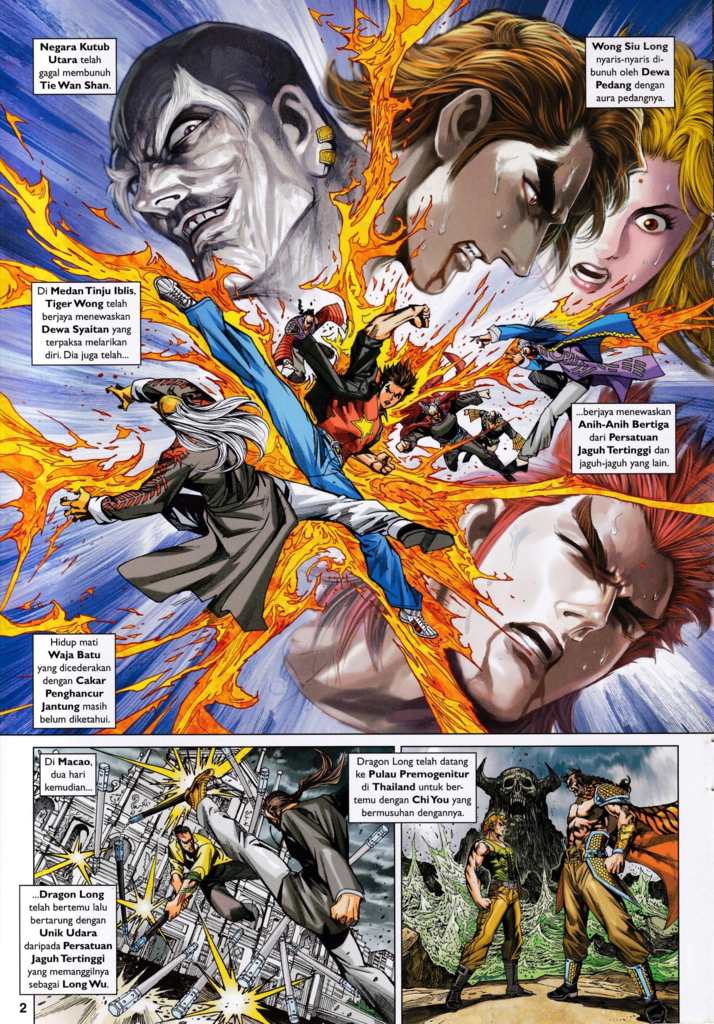 Negara Kutub
Utara telah
gagal membunuh
Tie Wan Shan.
Wong Siu Long
nyaris-nyaris di-
bunuh oleh Dewa
Pedang dengan
aura pedangnya.
Di Medan Tinju Iblis,
Tiger Wong telah
berjaya menewaskan
Dewa Syaitan yang
terpaksa melarikan
diri. Dia juga telah...
...berjaya menewaskan
Anih-Anih Bertiga
dari Persatuan
Jaguh Tertinggi dan
jaguh-jaguh yang lain.
Hidup mati
Waja Batu
yang dicederakan
dengan Cakar
Penghancur
Jantung masih
belum diketahui.
Di Macao,
dua hari
kemudian...
...Dragon Long
telah bertemu lalu
bertarung dengan
Unik Udara
daripada Persatuan
Jaguh Tertinggi
yang memanggilnya
sebagai Long Wu.
Dragon Long telah datang
ke Pulau Premogenitur
di Thailand untuk ber-
temu dengan Chi You yang
bermusuhan dengannya.
2